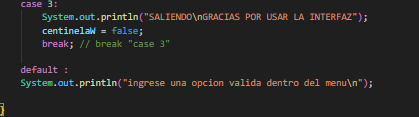 case 3:
System.out.println("SALIENDO\nGRACIAS POR USAR LA INTERFAZ");
centinelaW = false;
break; // break "case 3"
default :
System.out.println("ingrese una opcion valida dentro del menu\n");
}